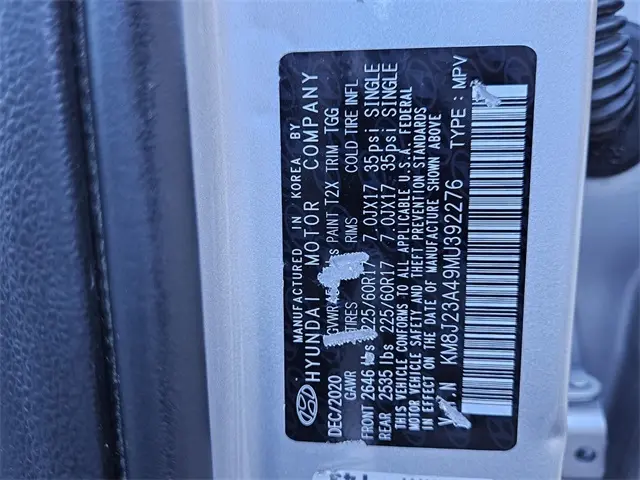 MANUFACTURED IN KOREA BY
HYUNDAI MOTOR COMPANY
DEC/2020 GVWR PAINT T2X TRIM TGG
GAWR TIRES RIMS COLD TIRE INFL
FRONT 2646 lbs 225/60R17 7.0JX17 35psi SINGLE
REAR 2535 lbs 225/60R17 7.0JX17 35psi SINGLE
THIS VEHICLE CONFORMS TO ALL APPLICABLE U.S.A. FEDERAL
MOTOR VEHICLE SAFETY AND THEFT PREVENTION STANDARDS
IN EFFECT ON THE DATE OF MANUFACTURE SHOWN ABOVE
KM8J23A49MU392276 TYPE : MPV